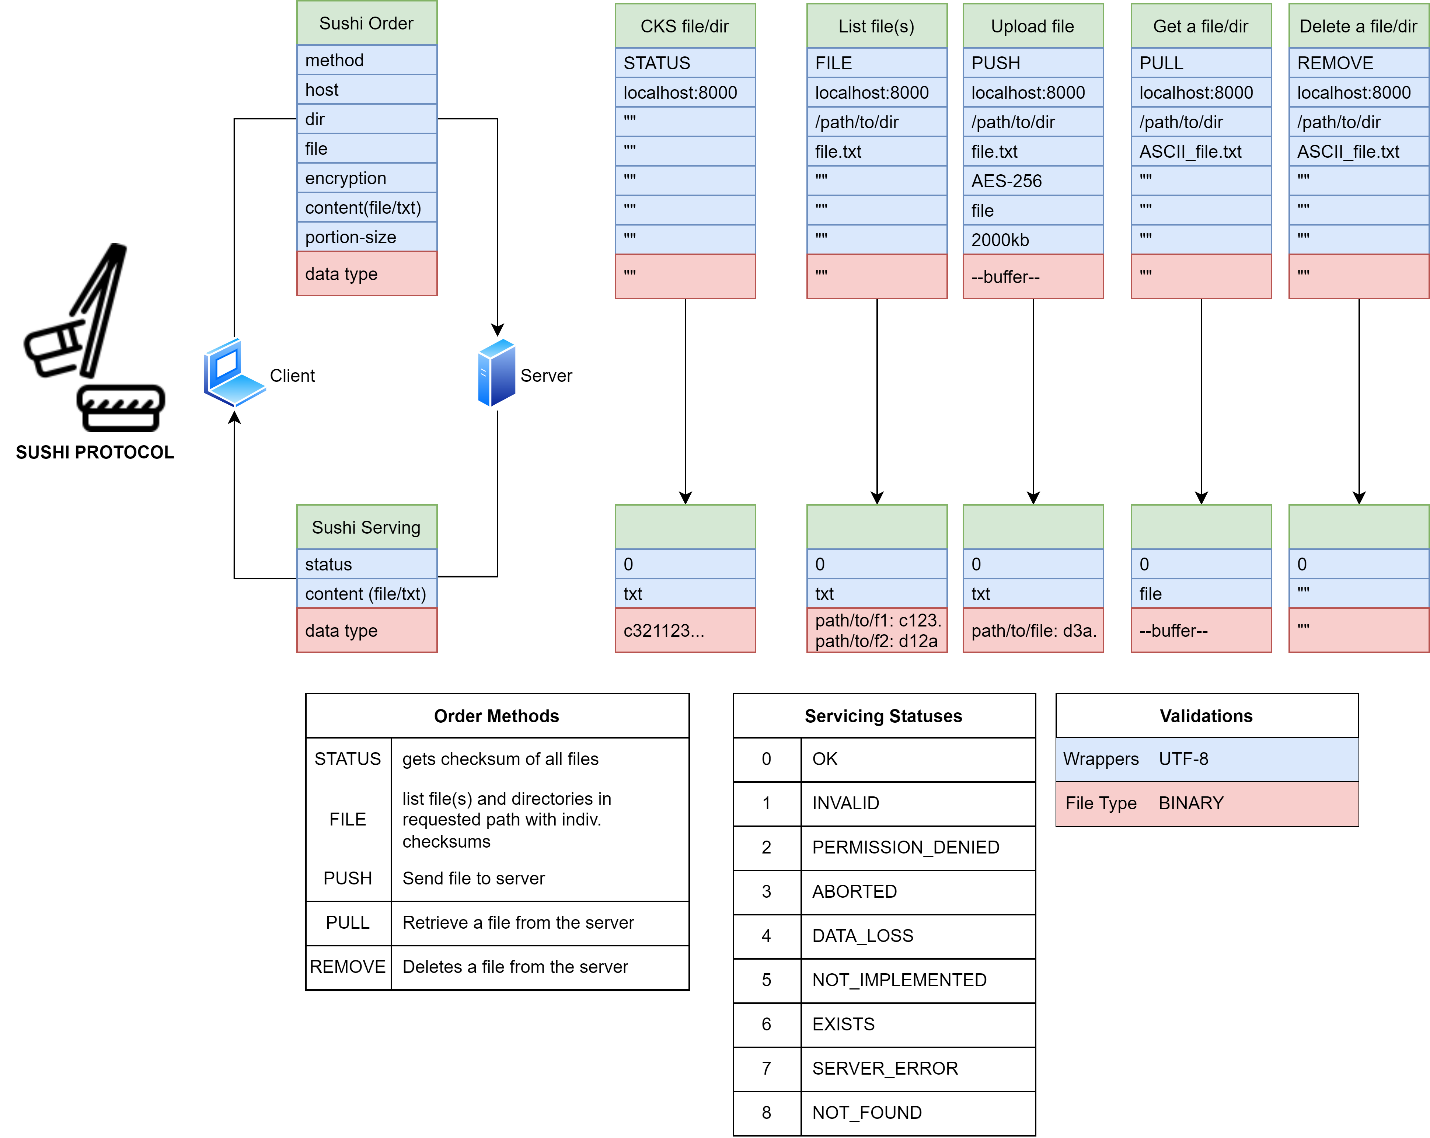 Sushi Order
method
host
dir
file
encryption
content(file/txt)
portion-size
data type
CKS file/dir
STATUS
localhost:8000
""
""
""
""
""
""
List file(s)
FILE
localhost:8000
/path/to/dir
file.txt
""
""
""
""
Upload file
PUSH
localhost:8000
/path/to/dir
file.txt
AES-256
file
2000kb
--buffer--
Get a file/dir
PULL
localhost:8000
/path/to/dir
ASCII_file.txt
""
""
""
""
Delete a file/dir
REMOVE
localhost:8000
/path/to/dir
ASCII_file.txt
""
""
""
""
Client
Server
SUSHI PROTOCOL
Sushi Serving
status
content (file/txt)
data type
0
txt
c321123...
0
txt
path/to/f1: c123.
path/to/f2: d12a
0
txt
path/to/file: d3a.
0
file
--buffer--
0
""
""
Order Methods
STATUS gets checksum of all files
FILE list file(s) and directories in
requested path with indiv.
checksums
PUSH Send file to server
PULL Retrieve a file from the server
REMOVE Deletes a file from the server
Servicing Statuses
0 OK
1 INVALID
2 PERMISSION_DENIED
3 ABORTED
4 DATA_LOSS
5 NOT_IMPLEMENTED
6 EXISTS
7 SERVER_ERROR
8 NOT_FOUND
Validations
Wrappers UTF-8
File Type BINARY